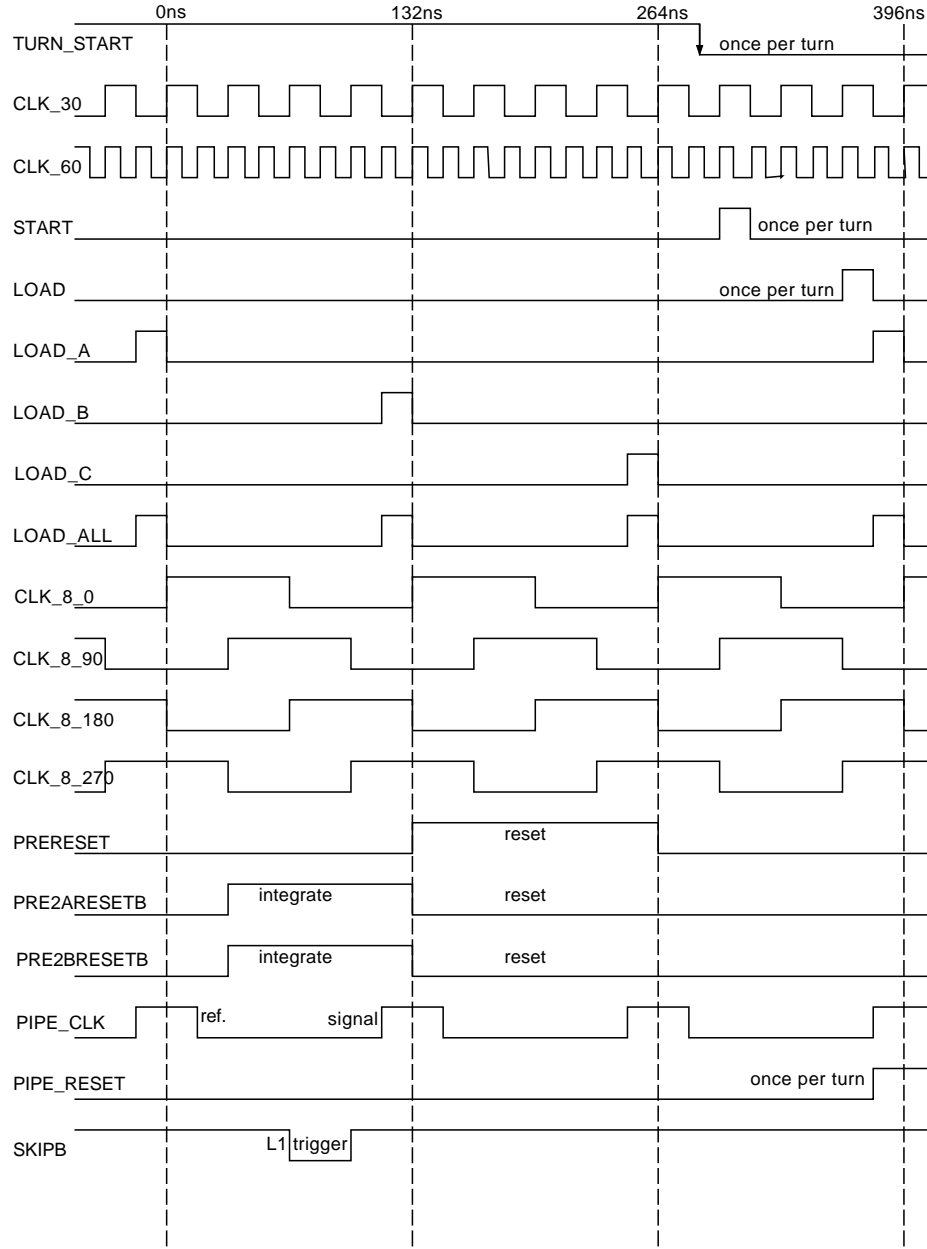 0ns 132ns 264ns 396ns
TURN_START once per turn
CLK_30
CLK_60
START once per turn
LOAD once per turn
LOAD_A
LOAD_B
LOAD_C
LOAD_ALL
CLK_8_0
CLK_8_90
CLK_8_180
CLK_8_270
PRERESET reset
PRE2ARESETB integrate reset
PRE2BRESETB integrate reset
PIPE_CLK ref. signal
PIPE_RESET once per turn
SKIPB L1 trigger